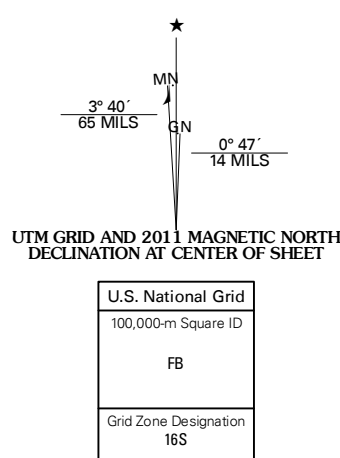 ★
MN
3° 40´
65 MILS
GN
0° 47´
14 MILS
UTM GRID AND 2011 MAGNETIC NORTH
DECLINATION AT CENTER OF SHEET
U.S. National Grid
100,000-m Square ID
FB
Grid Zone Designation
16S